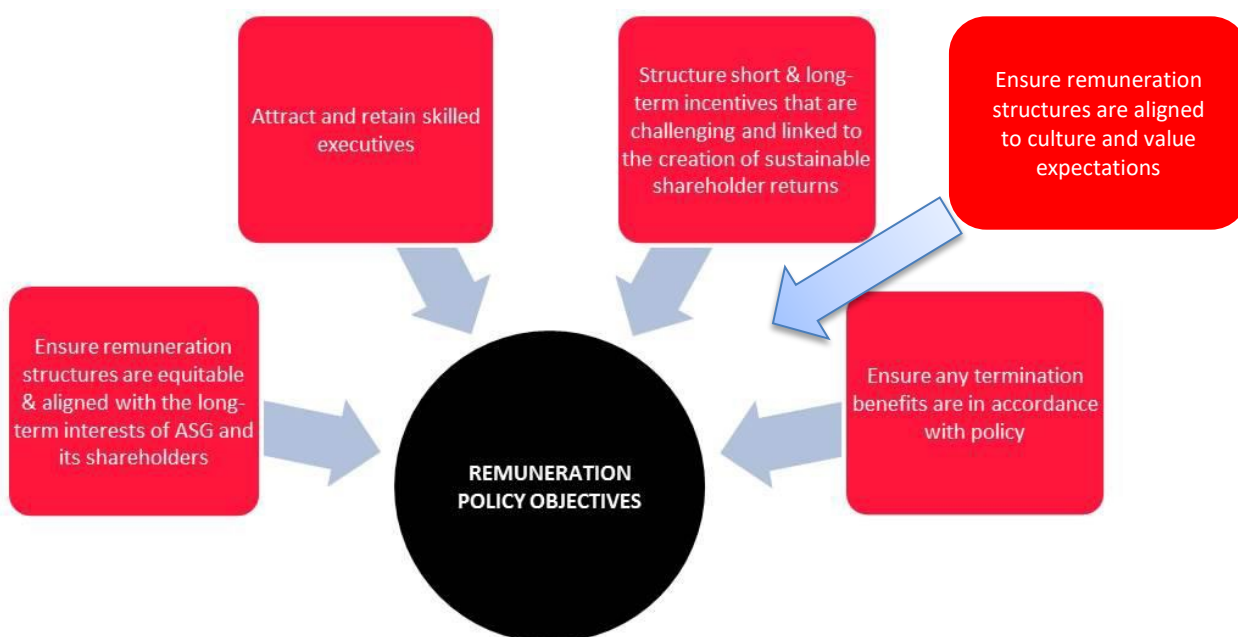 Attract and retain skilled
executives
Structure short & long-
term incentives that are
challenging and linked to
the creation of sustainable
shareholder returns
Ensure remuneration
structures are aligned
to culture and value
expectations
Ensure remuneration
structures are equitable
& aligned with the long-
term interests of ASG and
its shareholders
Ensure any termination
benefits are in accordance
with policy
REMUNERATION
POLICY OBJECTIVES